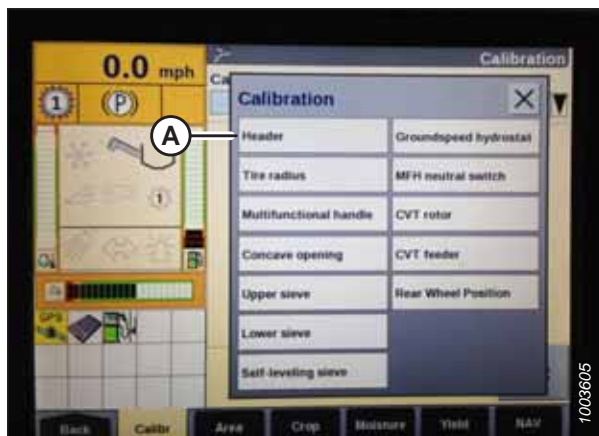 0.0 mph
Calibration
Ca
1
(P)
Calibration
A
Header
Groundspeed hydrostat
Tire radius
MFH neutral switch
1
Multifunctional handle
CVT rotor
Concave opening
CVT feeder
Upper sieve
Rear Wheel Position
Lower sieve
GPS
Self-leveling sieve
Back
Calibr
Area
Crop
Moisture
Yield
NAV
1003605